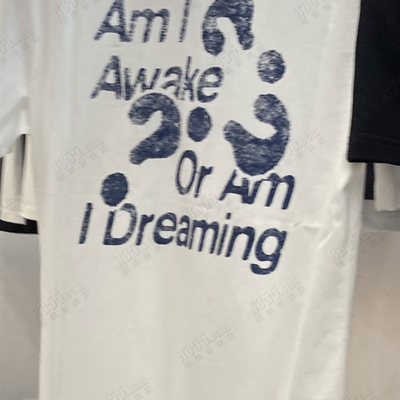 Am I ?
Awake
? ?
Or Am
I Dreaming